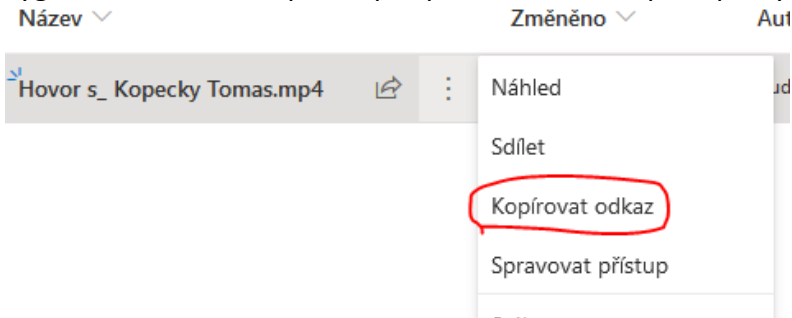 Název Změněno
Hovor s_ Kopecky Tomas.mp4
Náhled
Sdílet
Kopírovat odkaz
Spravovat přístup